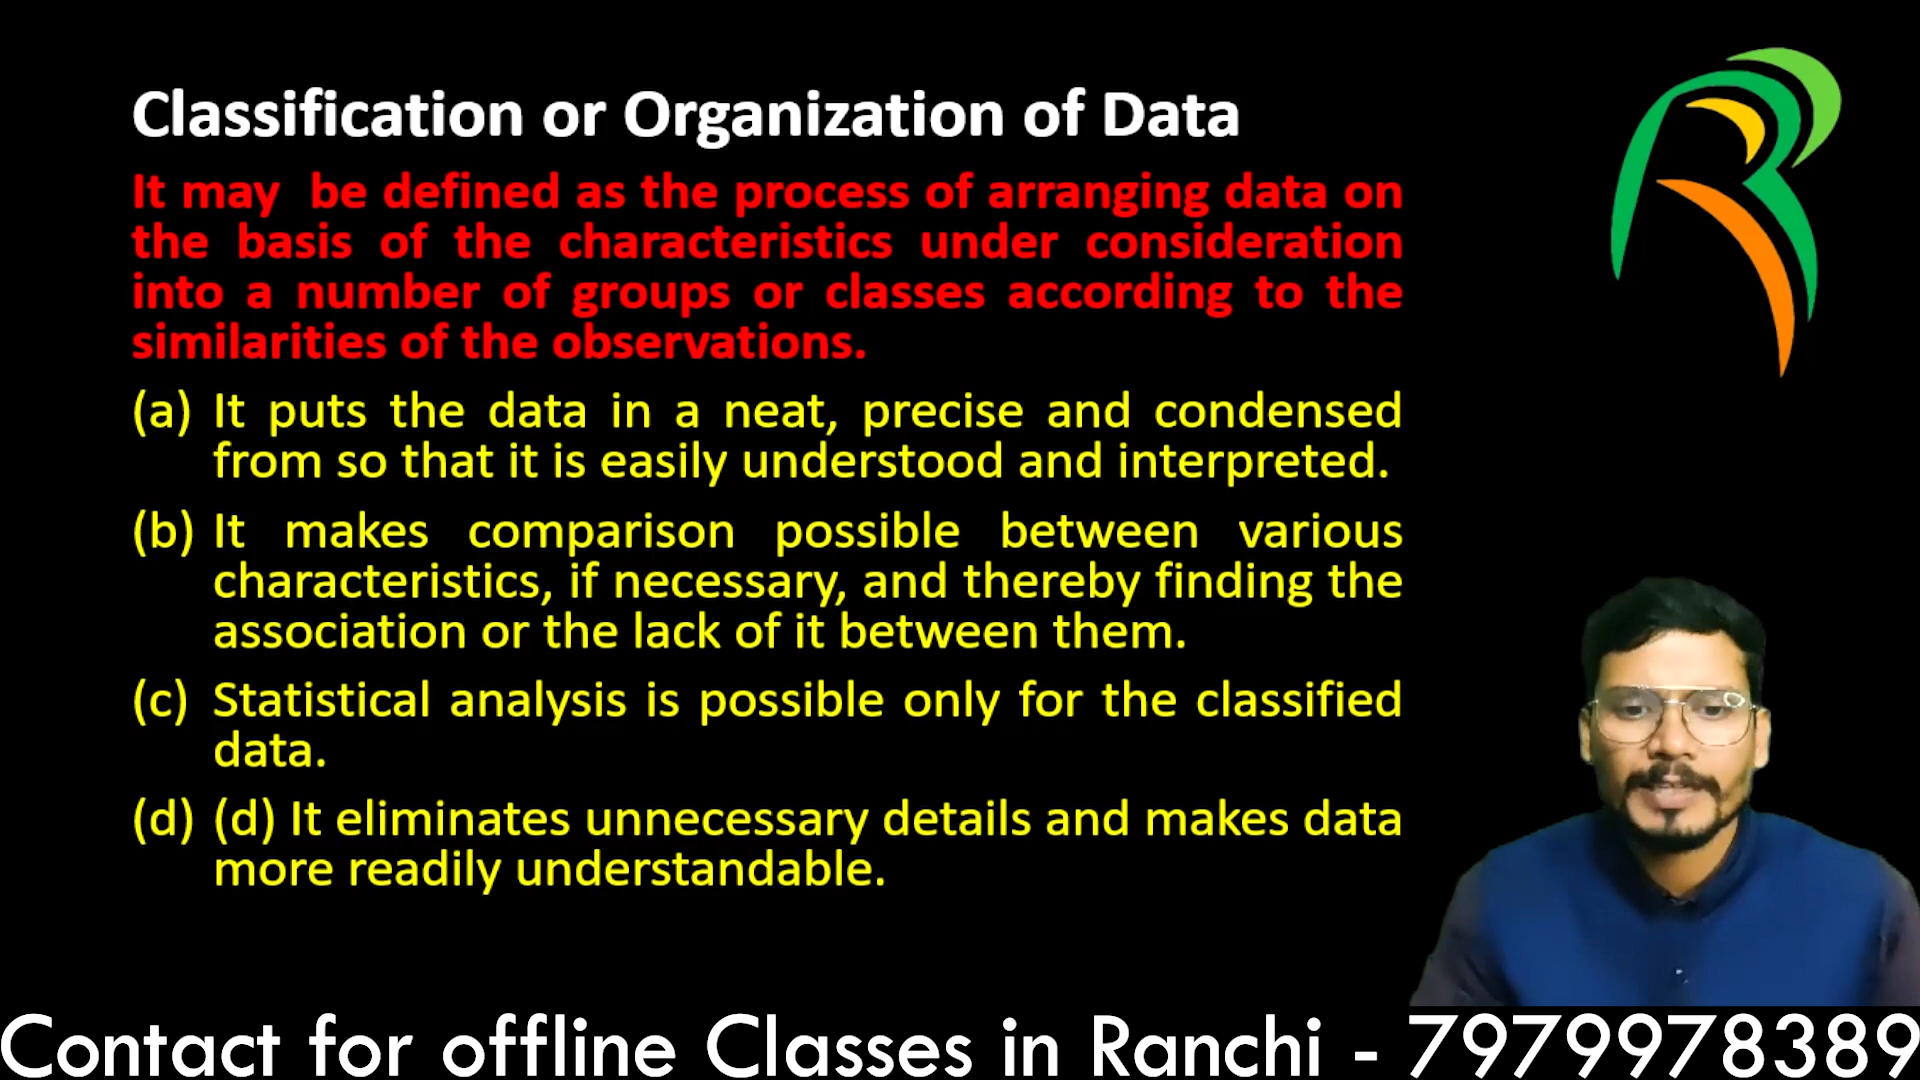 Classification or Organization of Data
It may be defined as the process of arranging data on
the basis of the characteristics under consideration
into a number of groups or classes according to the
similarities of the observations.
(a) It puts the data in a neat, precise and condensed
from so that it is easily understood and interpreted.
(b) It makes comparison possible between various
characteristics, if necessary, and thereby finding the
association or the lack of it between them.
(c) Statistical analysis is possible only for the classified
data.
(d) (d) It eliminates unnecessary details and makes data
more readily understandable.
Contact for offline Classes in Ranchi - 7979978389